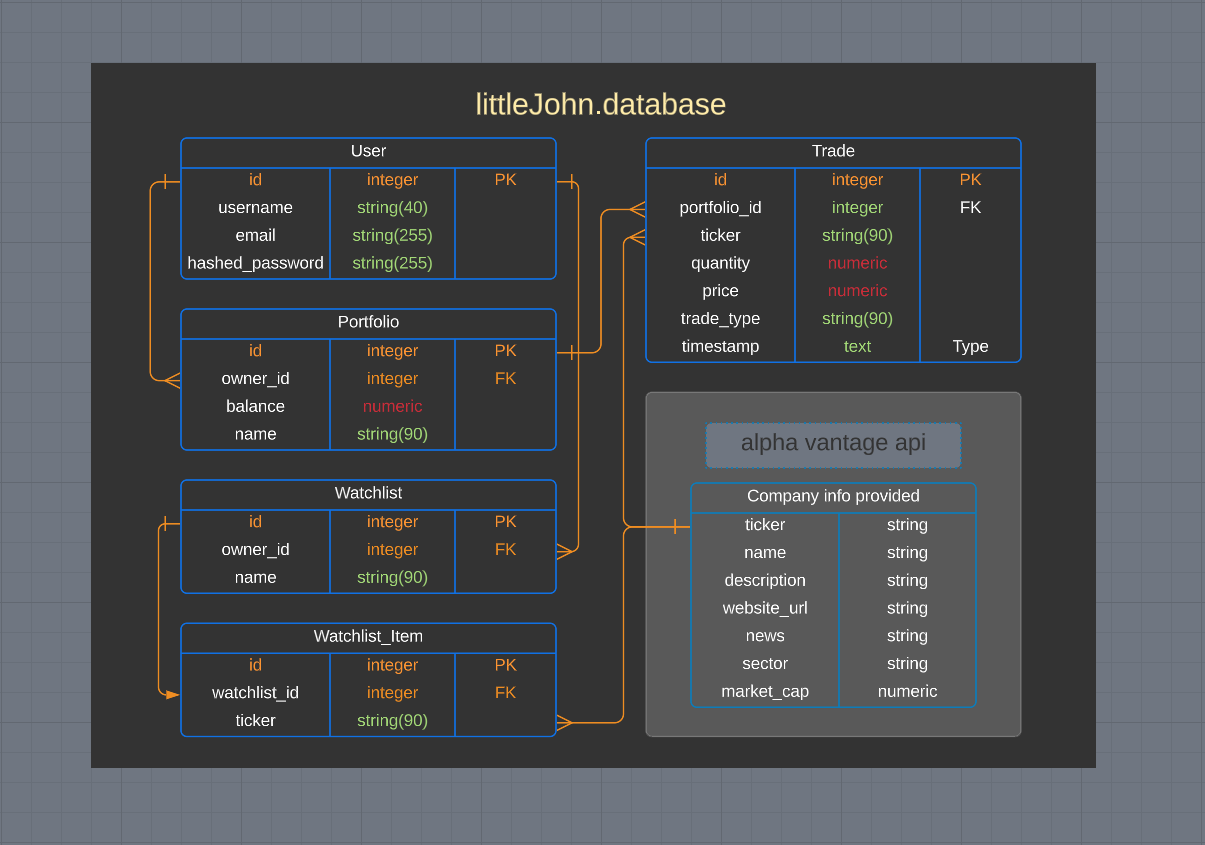 littleJohn.database
User
id integer PK
username string(40)
email string(255)
hashed_password string(255)
Portfolio
id integer PK
owner_id integer FK
balance numeric
name string(90)
Watchlist
id integer PK
owner_id integer FK
name string(90)
Watchlist_Item
id integer PK
watchlist_id integer FK
ticker string(90)
Trade
id integer PK
portfolio_id integer FK
ticker string(90)
quantity numeric
price numeric
trade_type string(90)
timestamp text Type
alpha vantage api
Company info provided
ticker string
name string
description string
website_url string
news string
sector string
market_cap numeric